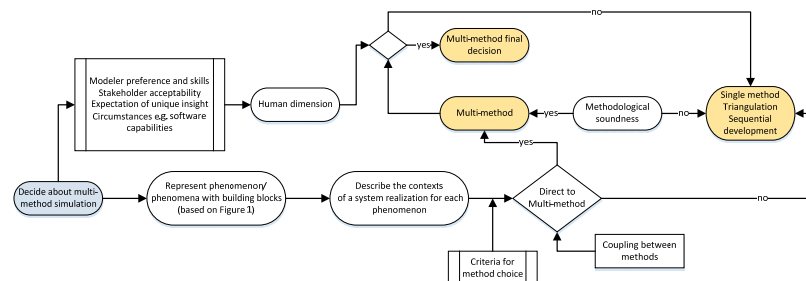 no
yes
Multi-method final
decision
Modeler preference and skills
Stakeholder acceptability
Expectation of unique insight
Circumstances e.g. software
capabilities
Human dimension
Multi-method
yes
Methodological
soundness
no
Single method
Triangulation
Sequential
development
yes
Decide about multi-
method simulation
Represent phenomenon/
phenomena with building blocks
(based on Figure 1)
Describe the contexts
of a system realization for each
phenomenon
Direct to
Multi-method
no
Criteria for
method choice
Coupling between
methods